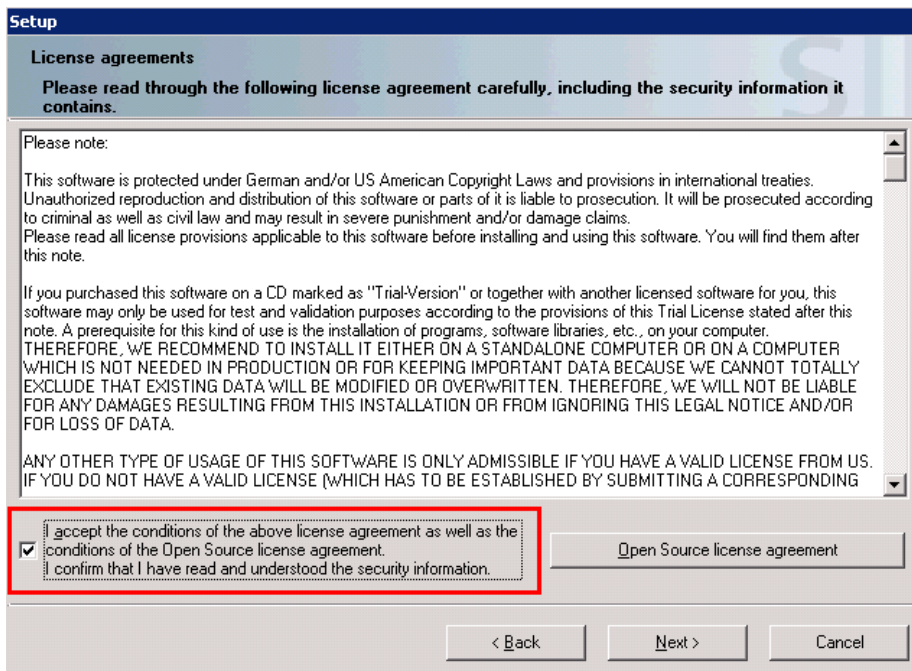 Setup
License agreements
Please read through the following license agreement carefully, including the security information it
contains.
Please note:
This software is protected under German and/or US American Copyright Laws and provisions in international treaties.
Unauthorized reproduction and distribution of this software or parts of it is liable to prosecution. It will be prosecuted according
to criminal as well as civil law and may result in severe punishment and/or damage claims.
Please read all license provisions applicable to this software before installing and using this software. You will find them after
this note.
If you purchased this software on a CD marked as "Trial-Version" or together with another licensed software for you, this
software may only be used for test and validation purposes according to the provisions of this Trial License stated after this
note. A prerequisite for this kind of use is the installation of programs, software libraries, etc., on your computer.
THEREFORE, WE RECOMMEND TO INSTALL IT EITHER ON A STANDALONE COMPUTER OR ON A COMPUTER
WHICH IS NOT NEEDED IN PRODUCTION OR FOR KEEPING IMPORTANT DATA BECAUSE WE CANNOT TOTALLY
EXCLUDE THAT EXISTING DATA WILL BE MODIFIED OR OVERWRITTEN. THEREFORE, WE WILL NOT BE LIABLE
FOR ANY DAMAGES RESULTING FROM THIS INSTALLATION OR FROM IGNORING THIS LEGAL NOTICE AND/OR
FOR LOSS OF DATA.
ANY OTHER TYPE OF USAGE OF THIS SOFTWARE IS ONLY ADMISSIBLE IF YOU HAVE A VALID LICENSE FROM US.
IF YOU DO NOT HAVE A VALID LICENSE (WHICH HAS TO BE ESTABLISHED BY SUBMITTING A CORRESPONDING
I accept the conditions of the above license agreement as well as the
conditions of the Open Source license agreement.
I confirm that I have read and understood the security information.
Open Source license agreement
< Back
Next >
Cancel